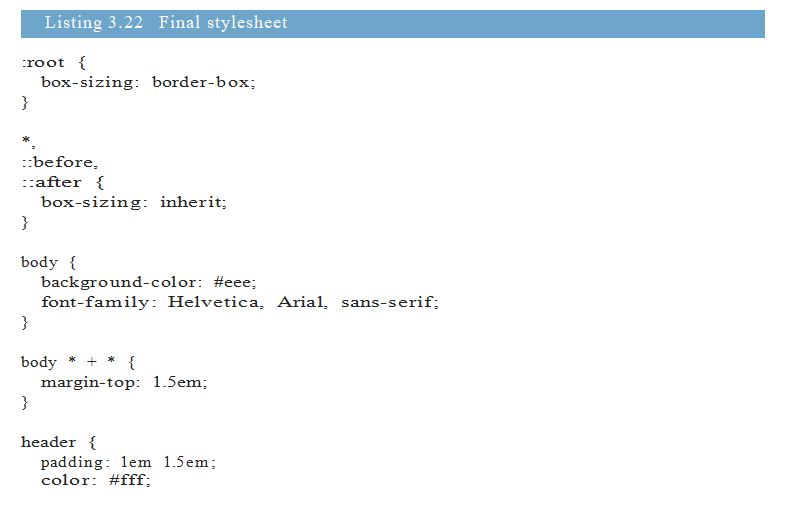 Listing 3.22 Final stylesheet
:root {
box-sizing: border-box;
}
*,
::before,
::after {
box-sizing: inherit;
}
body {
background-color: #eee;
font-family: Helvetica, Arial, sans-serif;
}
body * + * {
margin-top: 1.5em;
}
header {
padding: 1em 1.5em;
color: #fff;